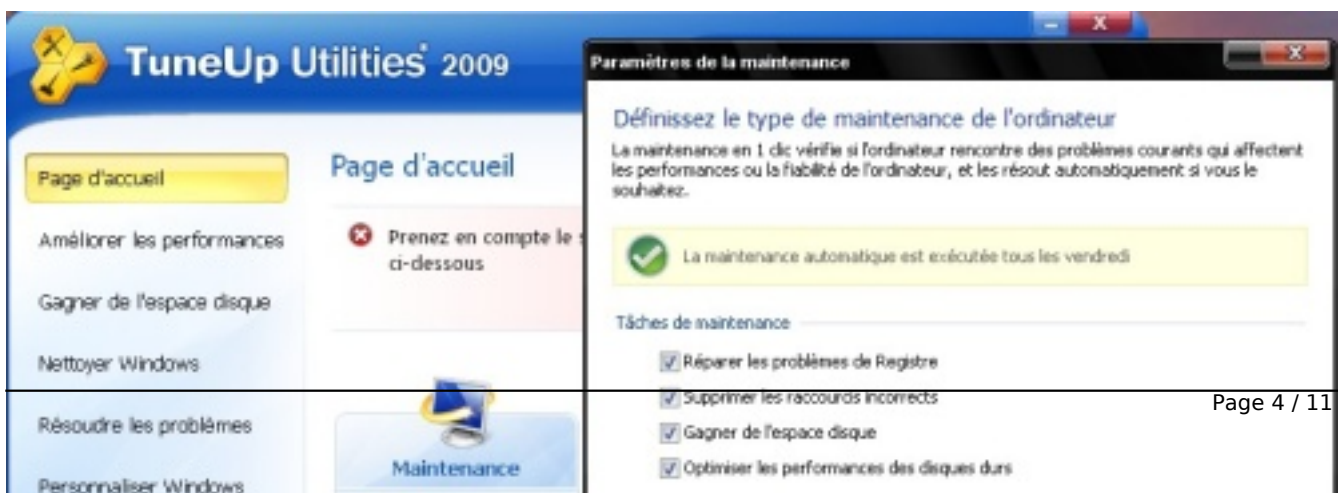 TuneUp Utilities 2009
Page d'accueil
Améliorer les performances
Gagner de l'espace disque
Nettoyer Windows
Résoudre les problèmes
Personnaliser Windows
Page d'accueil
Prenez en compte le
ci-dessous
Maintenance
Paramètres de la maintenance
Définissez le type de maintenance de l'ordinateur
La maintenance en 1 clic vérifie si l'ordinateur rencontre des problèmes courants qui affectent
les performances ou la fiabilité de l'ordinateur, et les résout automatiquement si vous le
souhaitez.
La maintenance automatique est exécutée tous les vendredi
Tâches de maintenance
Réparer les problèmes de Registre
Supprimer les raccourcis incorrects
Gagner de l'espace disque
Optimiser les performances des disques durs
Page 4 / 11